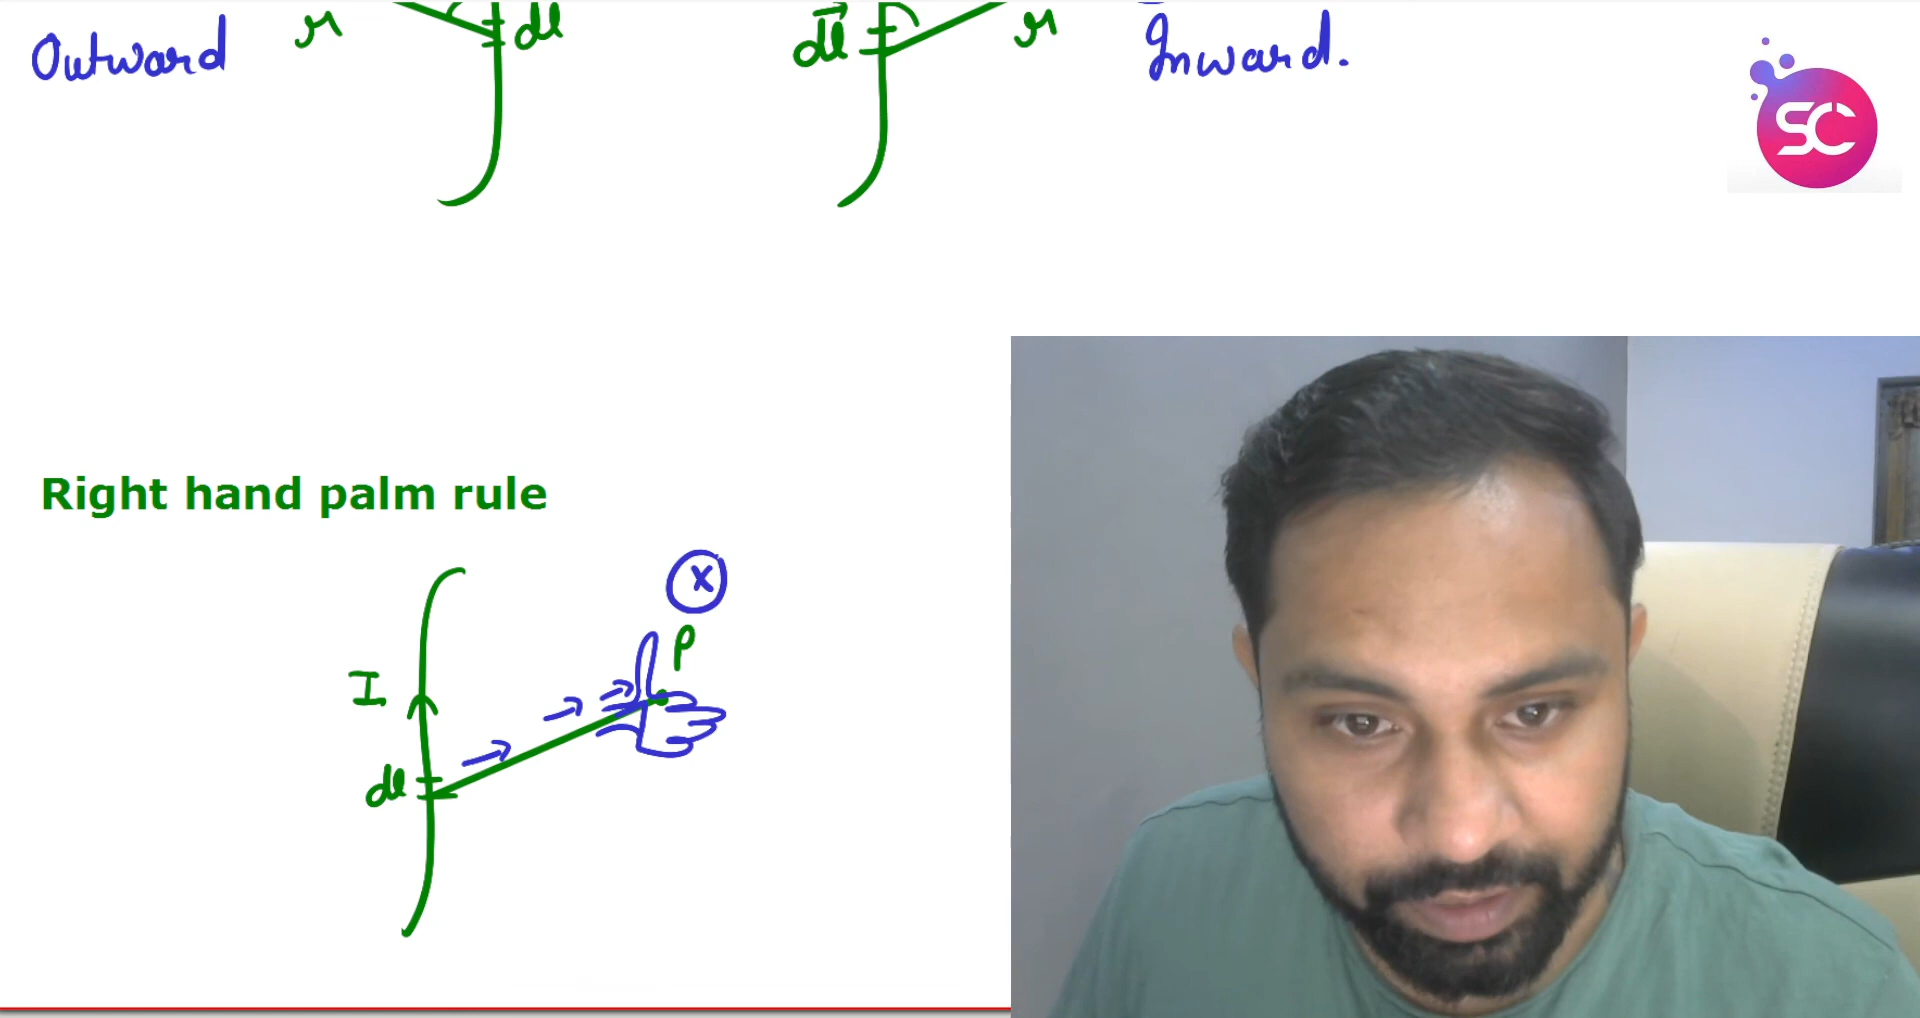 Outward r dl dl r Inward.
SC
Right hand palm rule
X
P
I
dl